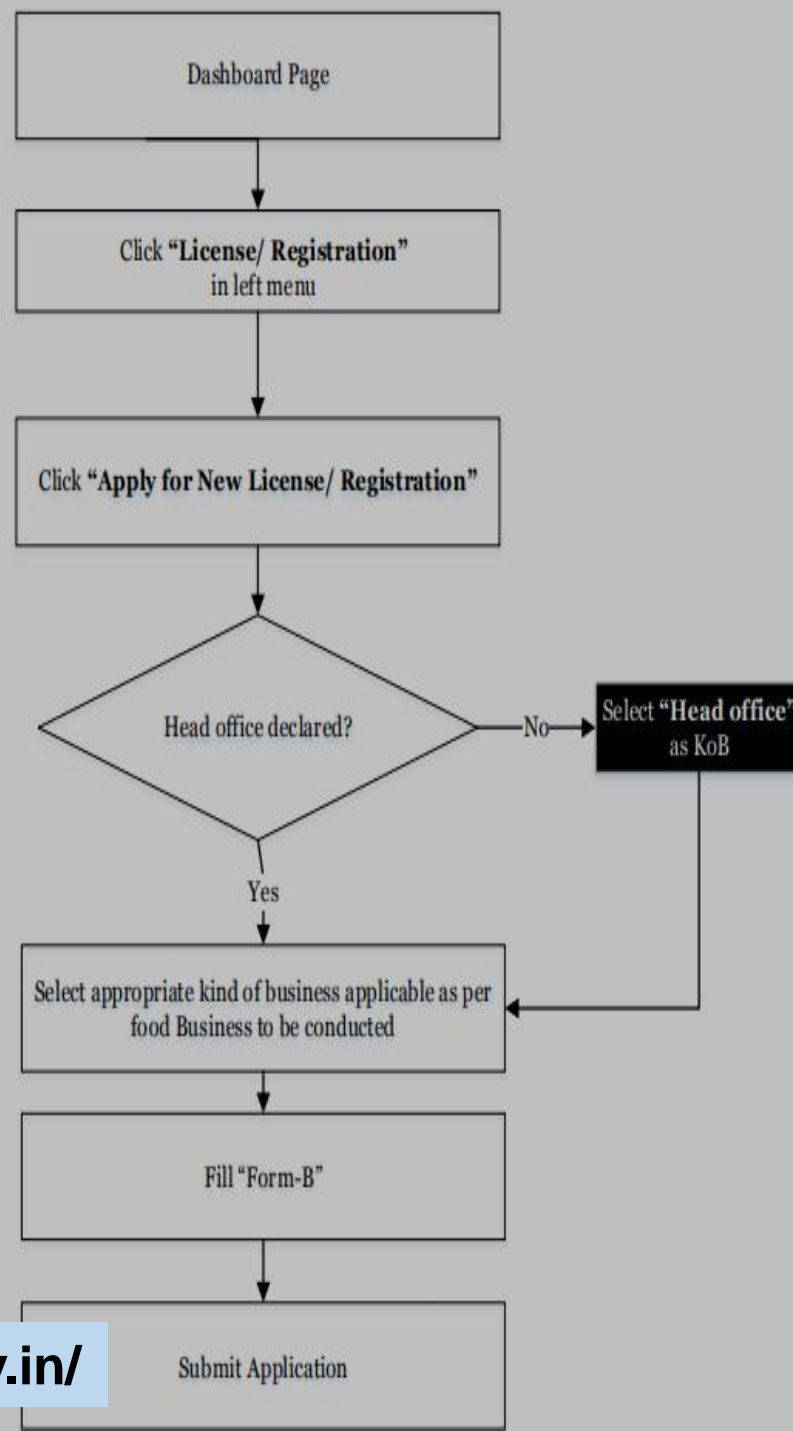 Dashboard Page
Click “License/ Registration”
in left menu
Click “Apply for New License/ Registration”
Head office declared?
No
Select “Head office”
as KoB
Yes
Select appropriate kind of business applicable as per
food Business to be conducted
Fill “Form-B”
.in/
Submit Application